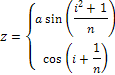 z = { a sin ( (i² + 1) / n )
cos ( i + 1/n )